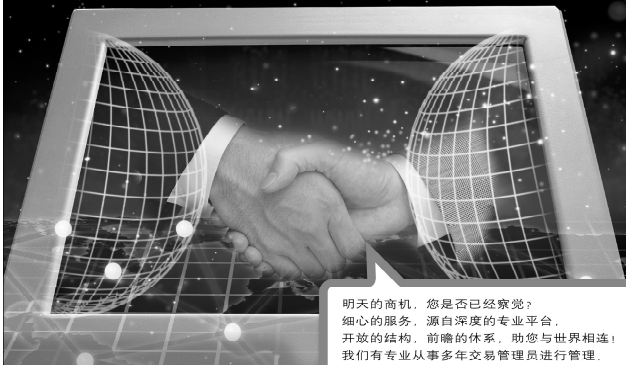 明天的商机，您是否已经察觉?
细心的服务，源自深度的专业平台，
开放的结构，前瞻的体系，助您与世界相连!
我们有专业从事多年交易管理员进行管理，